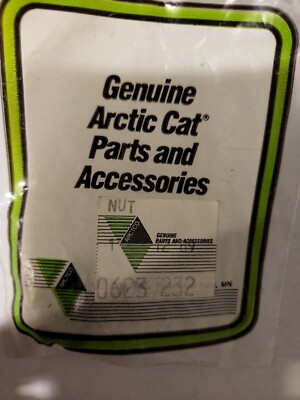 Genuine
Arctic Cat®
Parts and
Accessories
NUT
GENUINE
PARTS AND ACCESSORIES
0623 232
MN